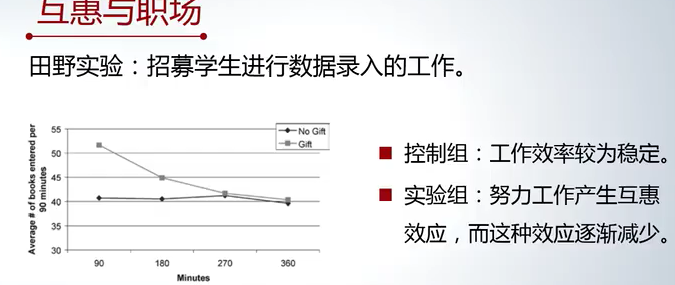 互惠与职场
田野实验：招募学生进行数据录入的工作。
55
50
45
40
35
30
Average # of books entered per
90 minutes
No Gift
Gift
90 180 270 360
Minutes
控制组：工作效率较为稳定。
实验组：努力工作产生互惠
效应，而这种效应逐渐减少。